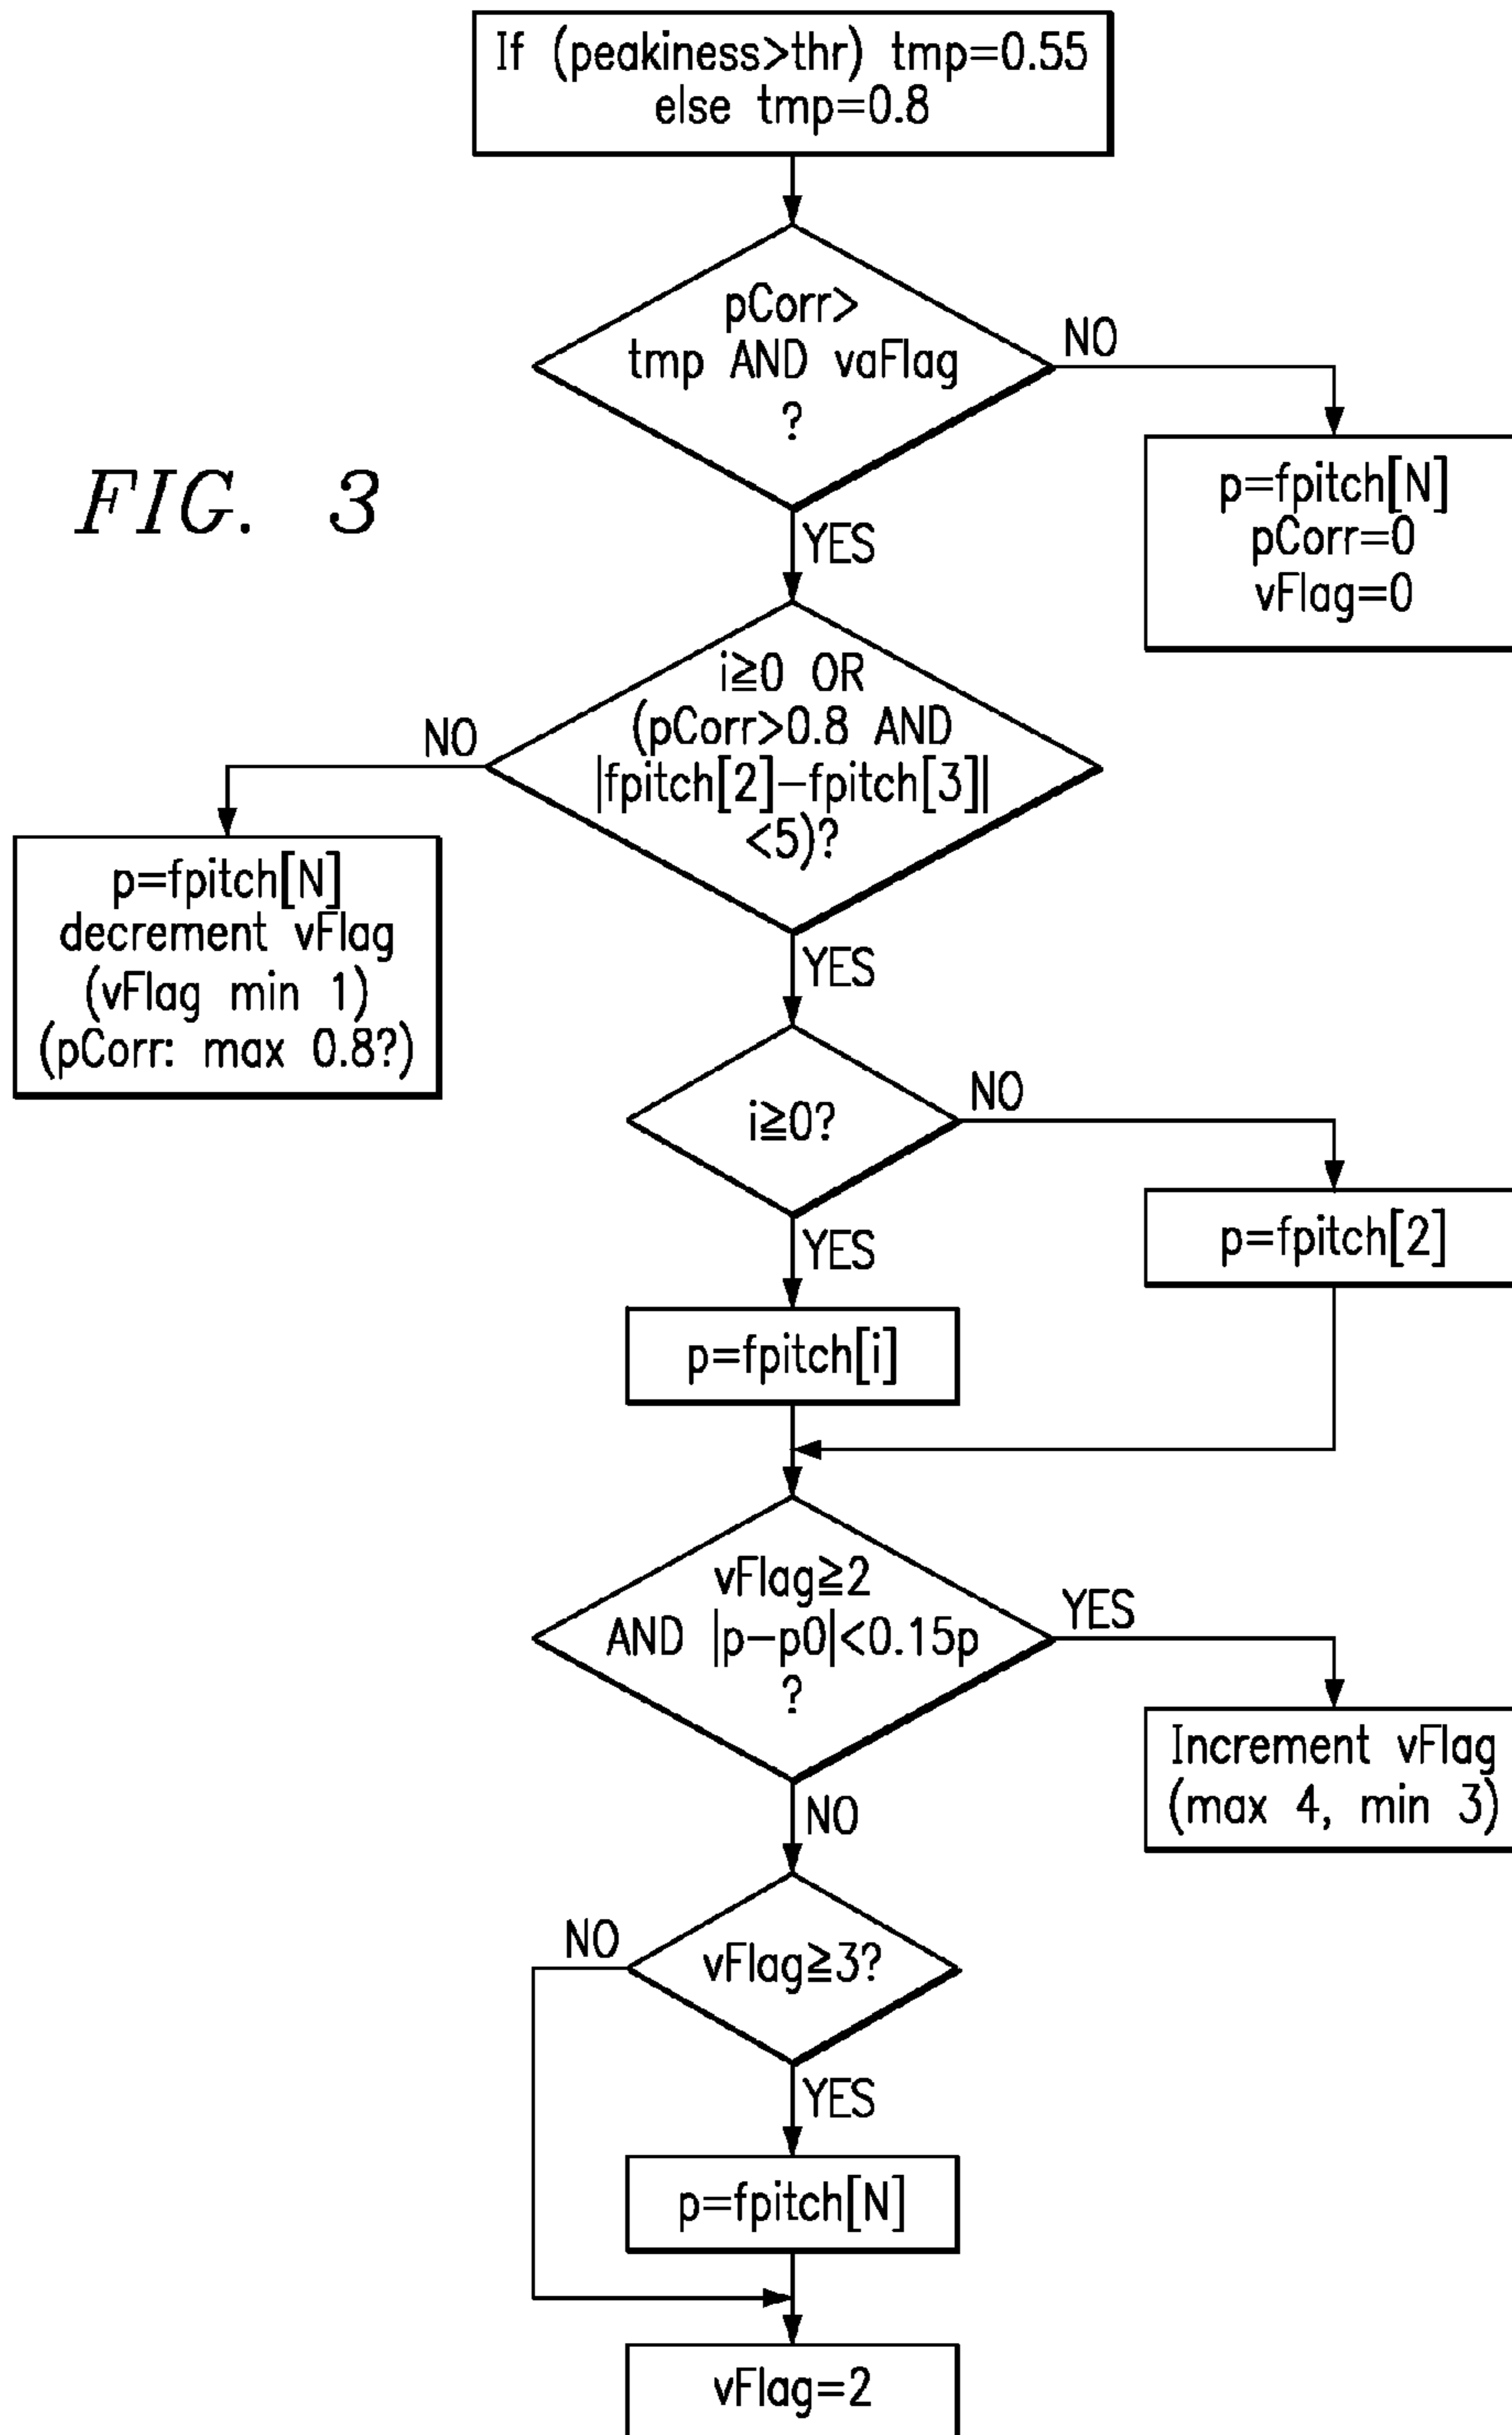 If (peakiness>thr) tmp=0.55
else tmp=0.8
pCorr>
tmp AND vaFlag
?
NO
p=fpitch[N]
pCorr=0
vFlag=0
FIG. 3
YES
i≧0 OR
(pCorr>0.8 AND
|fpitch[2]–fpitch[3]|
<5)?
NO
p=fpitch[N]
decrement vFlag
(vFlag min 1)
(pCorr: max 0.8?)
YES
i≧0?
NO
p=fpitch[2]
YES
p=fpitch[i]
vFlag≧2
AND |p–p0|<0.15p
?
YES
Increment vFlag
(max 4, min 3)
NO
vFlag≧3?
NO
YES
p=fpitch[N]
vFlag=2